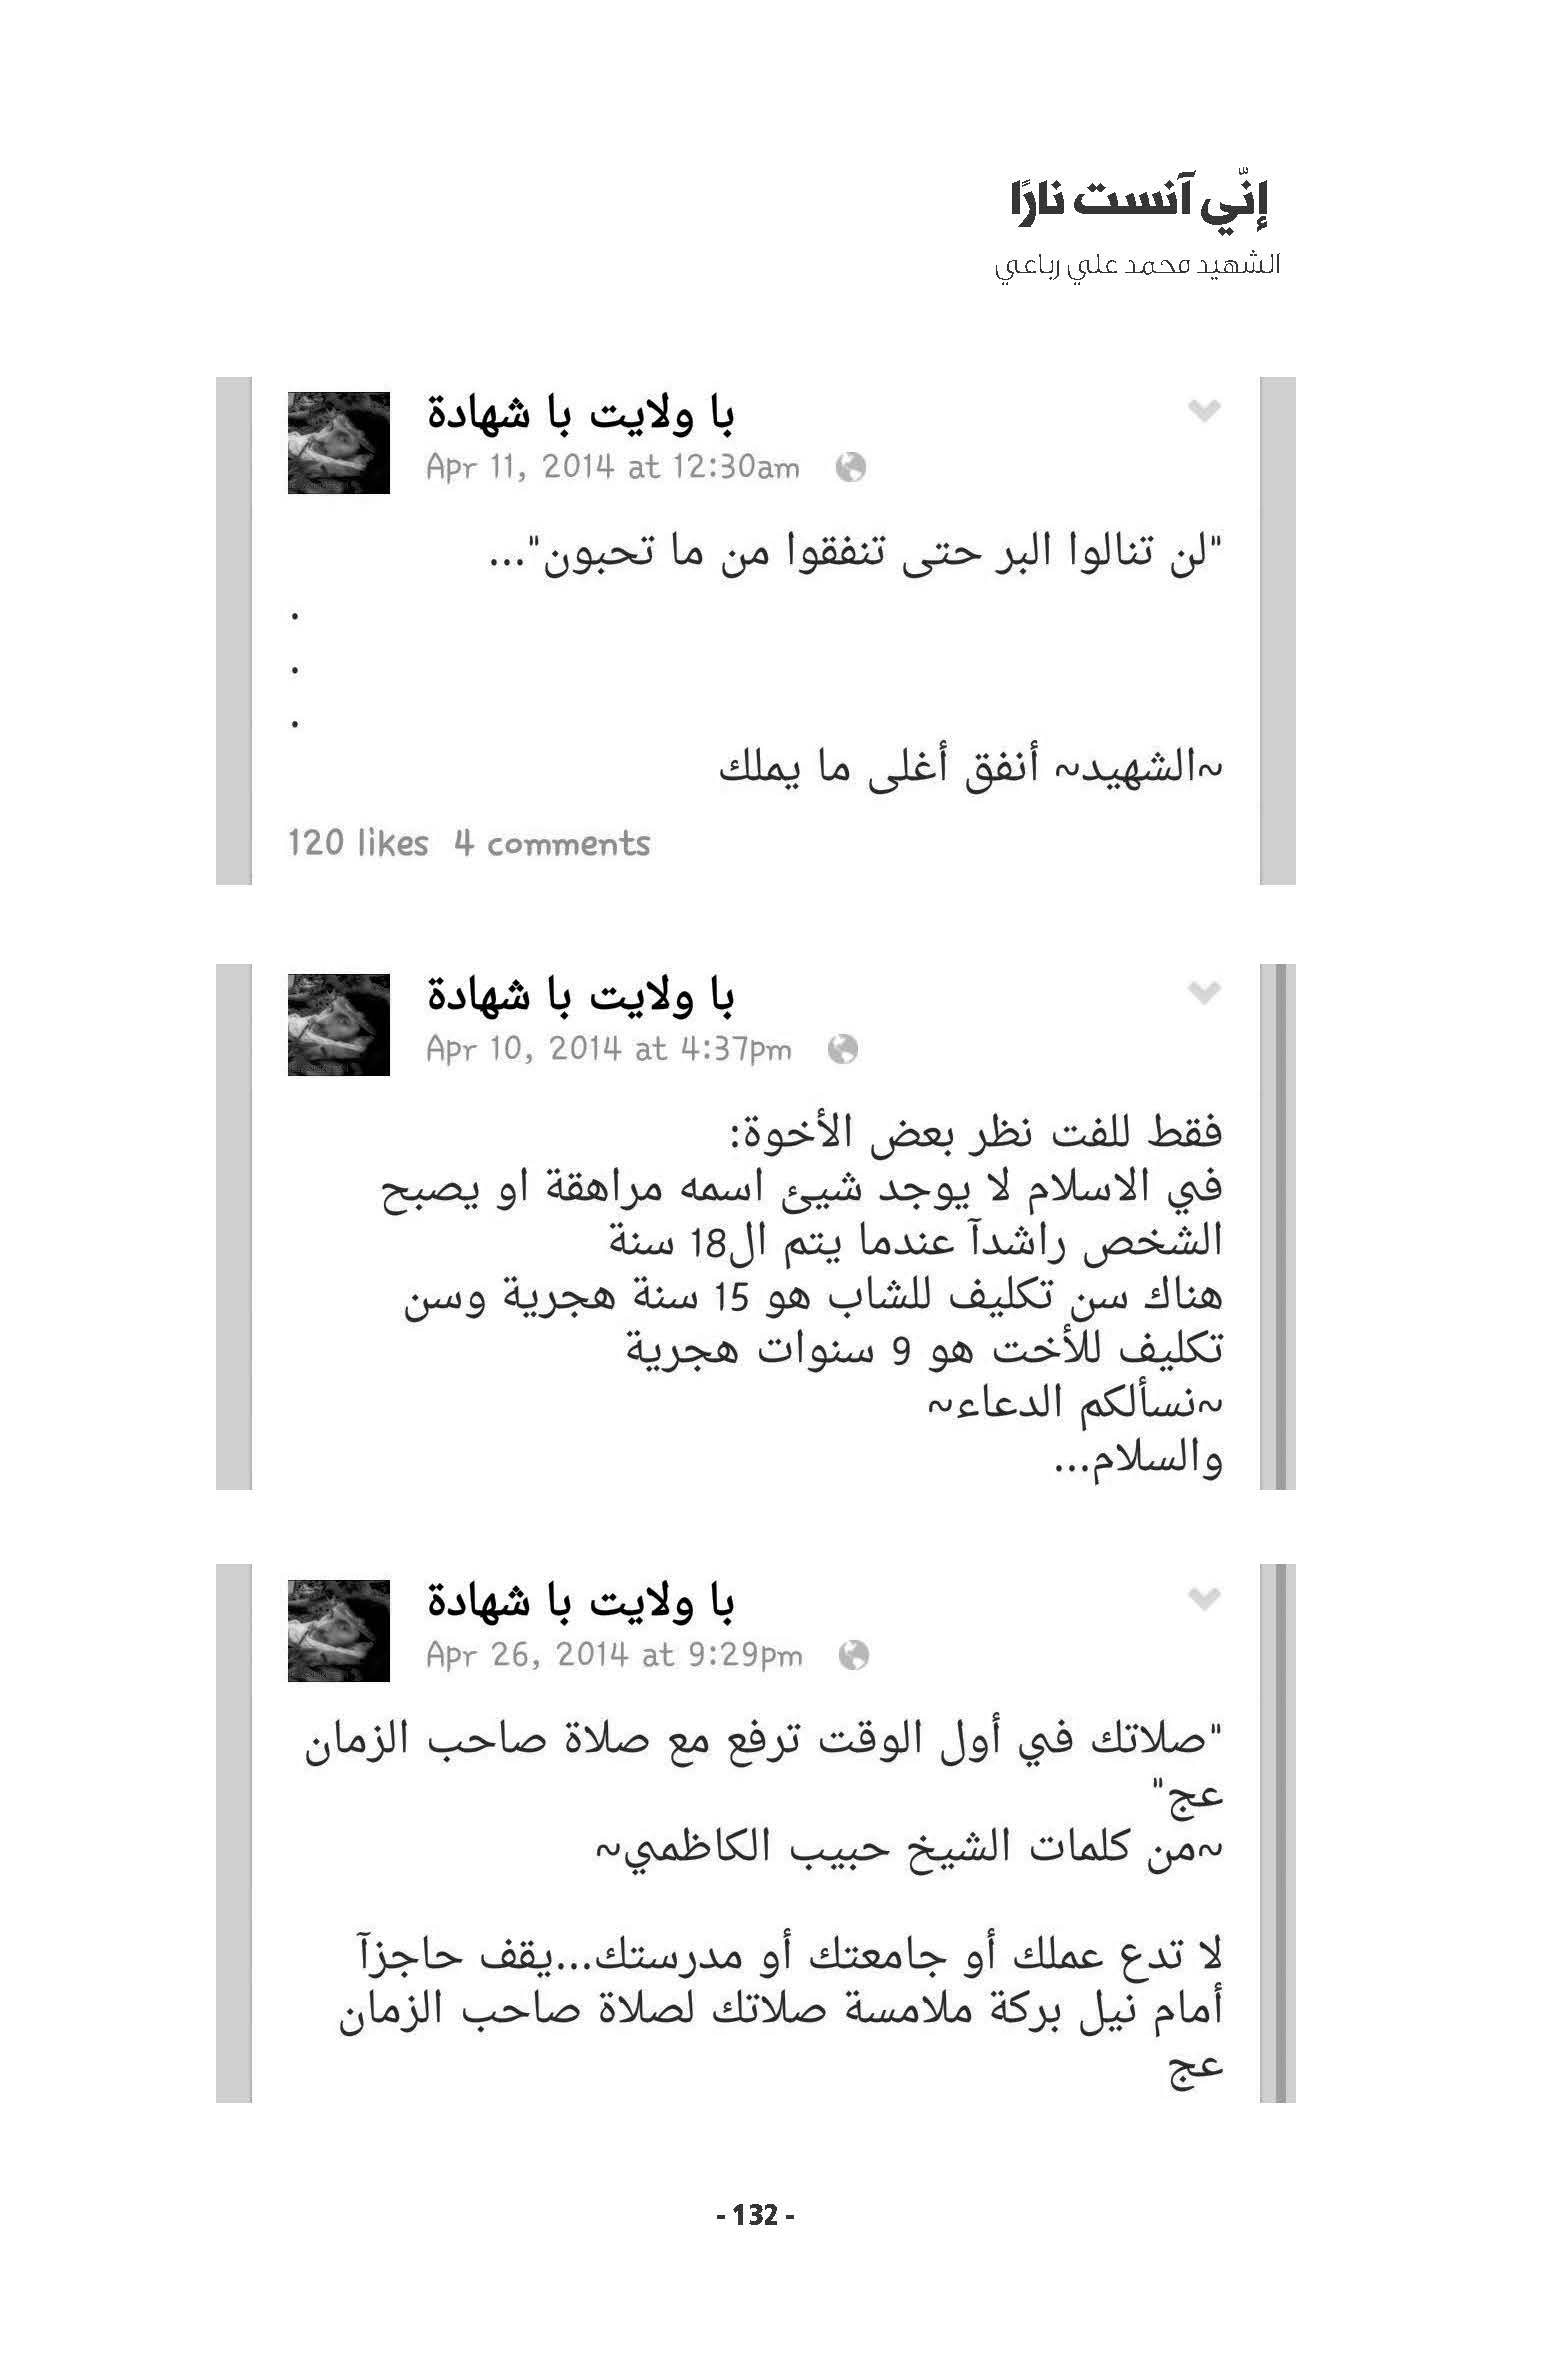 إنّي آنست نارًا
الشهيد محمد علي رباعي
با ولايت با شهادة
Apr 11, 2014 at 12:30am
"لن تنالوا البر حتى تنفقوا من ما تحبون"...
.
.
.
~الشهيد~ أنفق أغلى ما يملك
120 likes 4 comments
با ولايت با شهادة
Apr 10, 2014 at 4:37pm
فقط للفت نظر بعض الأخوة:
في الاسلام لا يوجد شيئ اسمه مراهقة او يصبح
الشخص راشدآ عندما يتم ال18 سنة
هناك سن تكليف للشاب هو 15 سنة هجرية وسن
تكليف للأخت هو 9 سنوات هجرية
~نسألكم الدعاء~
والسلام...
با ولايت با شهادة
Apr 26, 2014 at 9:29pm
"صلاتك في أول الوقت ترفع مع صلاة صاحب الزمان
عج"
~من كلمات الشيخ حبيب الكاظمي~
لا تدع عملك أو جامعتك أو مدرستك...يقف حاجزآ
أمام نيل بركة ملامسة صلاتك لصلاة صاحب الزمان
عج
- 132 -